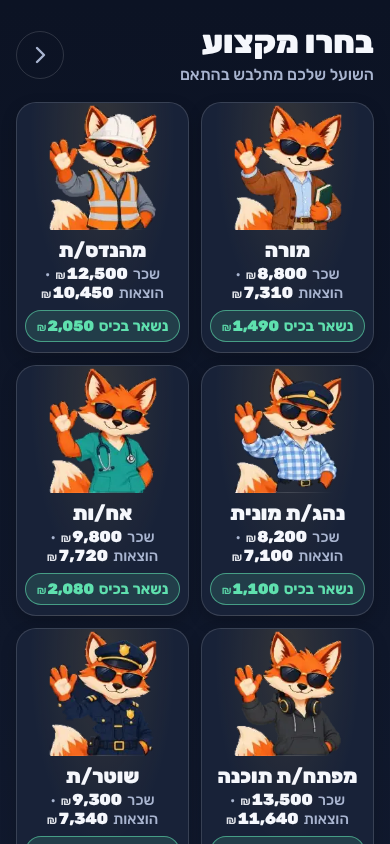 בחרו מקצוע
השועל שלכם מתלבש בהתאם
מורה
שכר 8,800₪ •
הוצאות 7,310₪
נשאר בכיס 1,490₪
מהנדס/ת
שכר 12,500₪ •
הוצאות 10,450₪
נשאר בכיס 2,050₪
נהג/ת מונית
שכר 8,200₪ •
הוצאות 7,100₪
נשאר בכיס 1,100₪
אח/ות
שכר 9,800₪ •
הוצאות 7,720₪
נשאר בכיס 2,080₪
מפתח/ת תוכנה
שכר 13,500₪ •
הוצאות 11,640₪
שוטר/ת
שכר 9,300₪ •
הוצאות 7,340₪